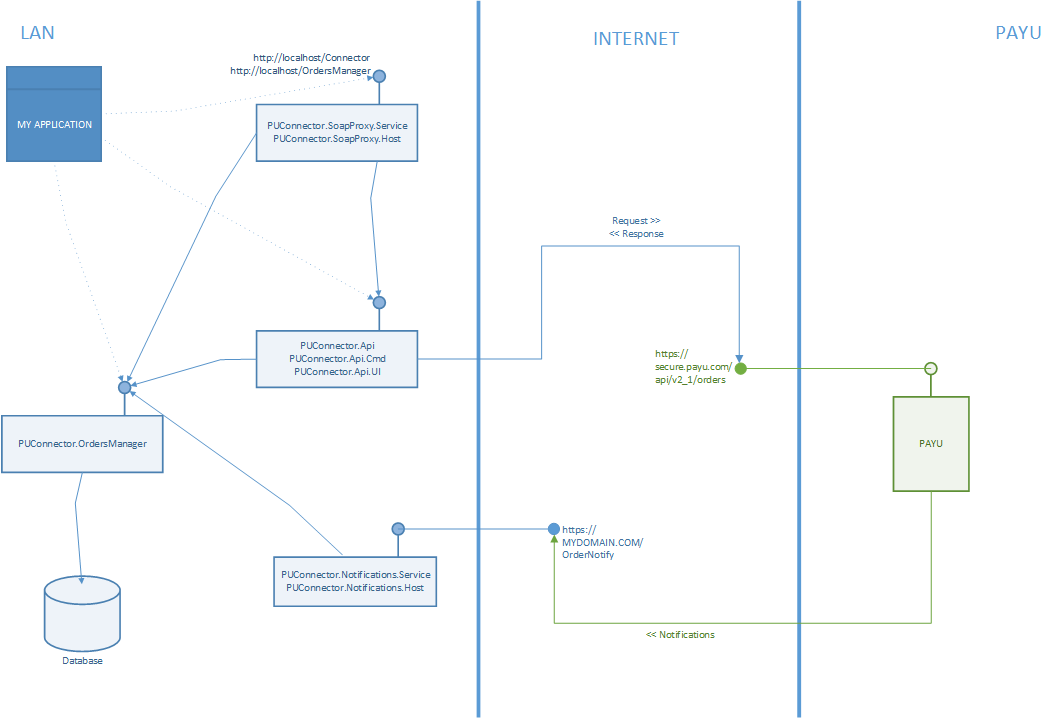 LAN
INTERNET
PAYU
http://localhost/Connector
http://localhost/OrdersManager
MY APPLICATION
PUConnector.SoapProxy.Service
PUConnector.SoapProxy.Host
Request >>
<< Response
PUConnector.Api
PUConnector.Api.Cmd
PUConnector.Api.UI
https://
secure.payu.com/
api/v2_1/orders
PUConnector.OrdersManager
PAYU
https://
MYDOMAIN.COM/
OrderNotify
PUConnector.Notifications.Service
PUConnector.Notifications.Host
<< Notifications
Database